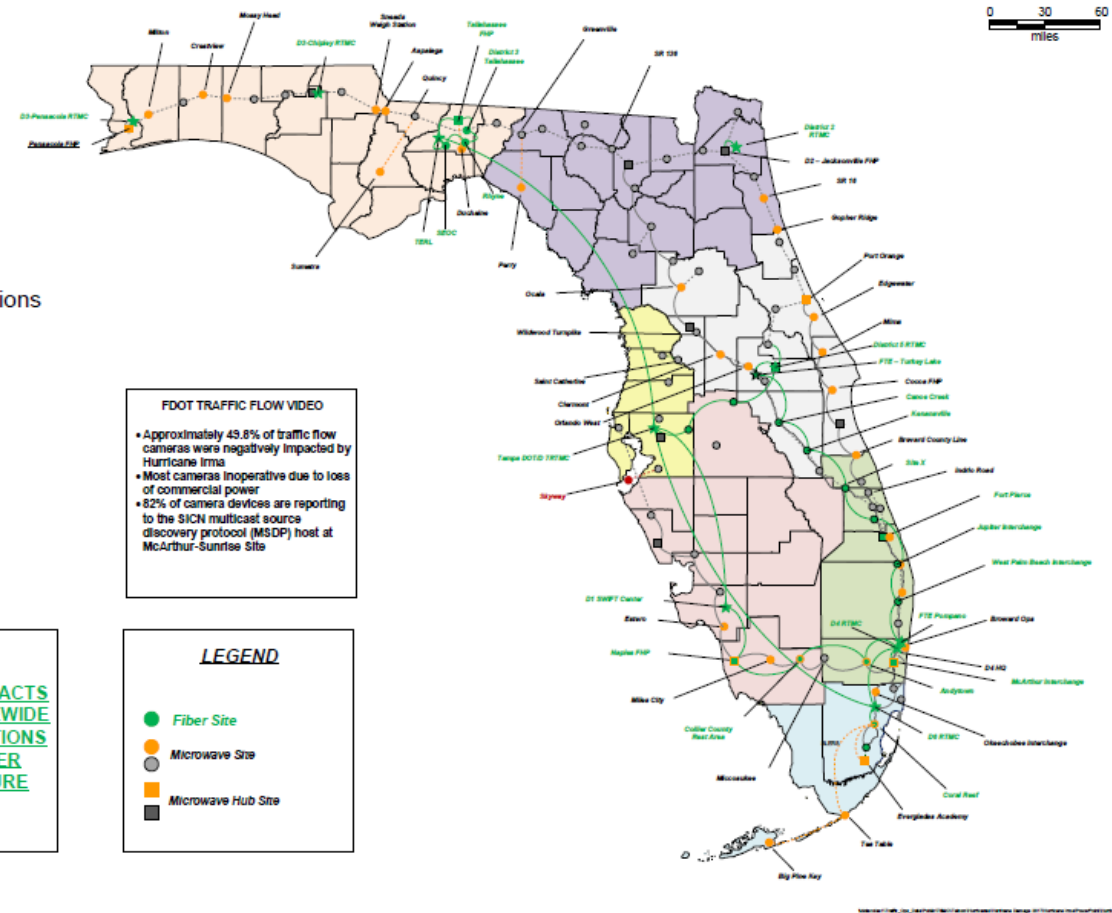 0 30 60
miles
Mossy Head
Sneads
Weigh Station
Tallahassee
FHP
Milton
Crestview
D3-Chipley RTMC
Aspalaga
District 3
Tallahassee
Greenville
Quincy
D3-Pensacola RTMC
Pensacola FHP
District 2
RTMC
D2 – Jacksonville FHP
SR 16
Rhyne
Gopher Ridge
TERL
SEOC
Sumatra
Perry
Port Orange
Ocala
Edgewater
ions
Wildwood Turnpike
Mims
District 5 RTMC
FTE – Turkey Lake
Saint Catherine
Cocoa FHP
Clermont
Canoe Creek
Orlando West
Kenansville
FDOT TRAFFIC FLOW VIDEO
• Approximately 49.8% of traffic flow
cameras were negatively impacted by
Hurricane Irma
• Most cameras inoperative due to loss
of commercial power
• 82% of camera devices are reporting
to the SICN multicast source
discovery protocol (MSDP) host at
McArthur-Sunrise Site
Brevard County Line
Skyway
Site X
Indrio Road
Fort Pierce
Jupiter Interchange
West Palm Beach Interchange
D1 SWIFT Center
Estero
D4 RTMC
FTE Pompano
Broward Ops
Naples FHP
D4 HQ
McArthur Interchange
Miles City
Andytown
Collier County
Rest Area
D6 RTMC
Okeechobee Interchange
Miccosukee
Coral Reef
Everglades Academy
Tea Table
Big Pine Key
ACTS
WIDE
TIONS
ER
URE
LEGEND
Fiber Site
Microwave Site
Microwave Hub Site